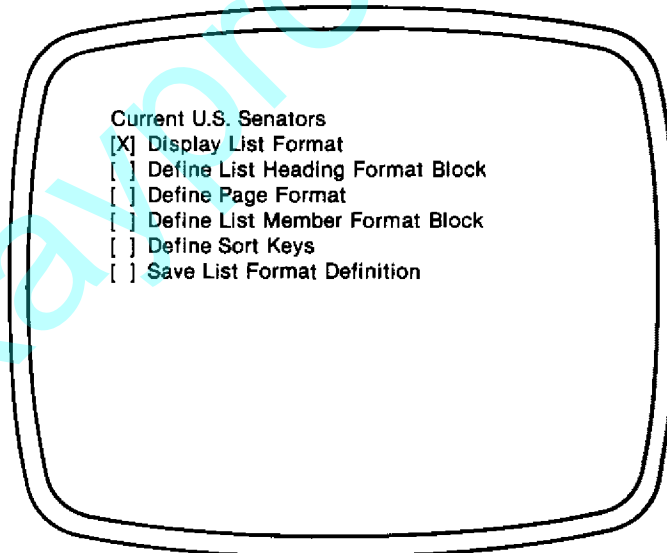 Current U.S. Senators
[X] Display List Format
[ ] Define List Heading Format Block
[ ] Define Page Format
[ ] Define List Member Format Block
[ ] Define Sort Keys
[ ] Save List Format Definition